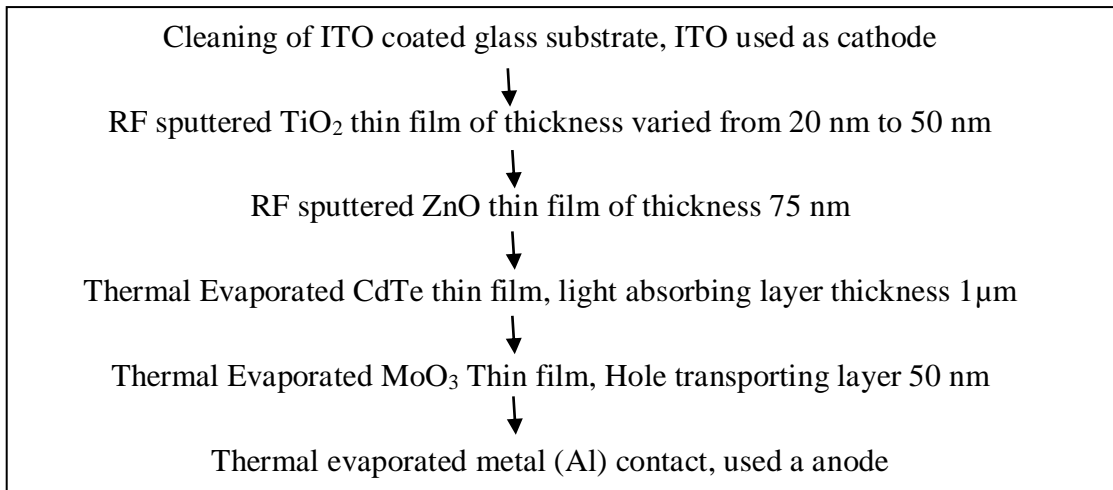 Cleaning of ITO coated glass substrate, ITO used as cathode
RF sputtered TiO₂ thin film of thickness varied from 20 nm to 50 nm
RF sputtered ZnO thin film of thickness 75 nm
Thermal Evaporated CdTe thin film, light absorbing layer thickness 1µm
Thermal Evaporated MoO₃ Thin film, Hole transporting layer 50 nm
Thermal evaporated metal (Al) contact, used a anode